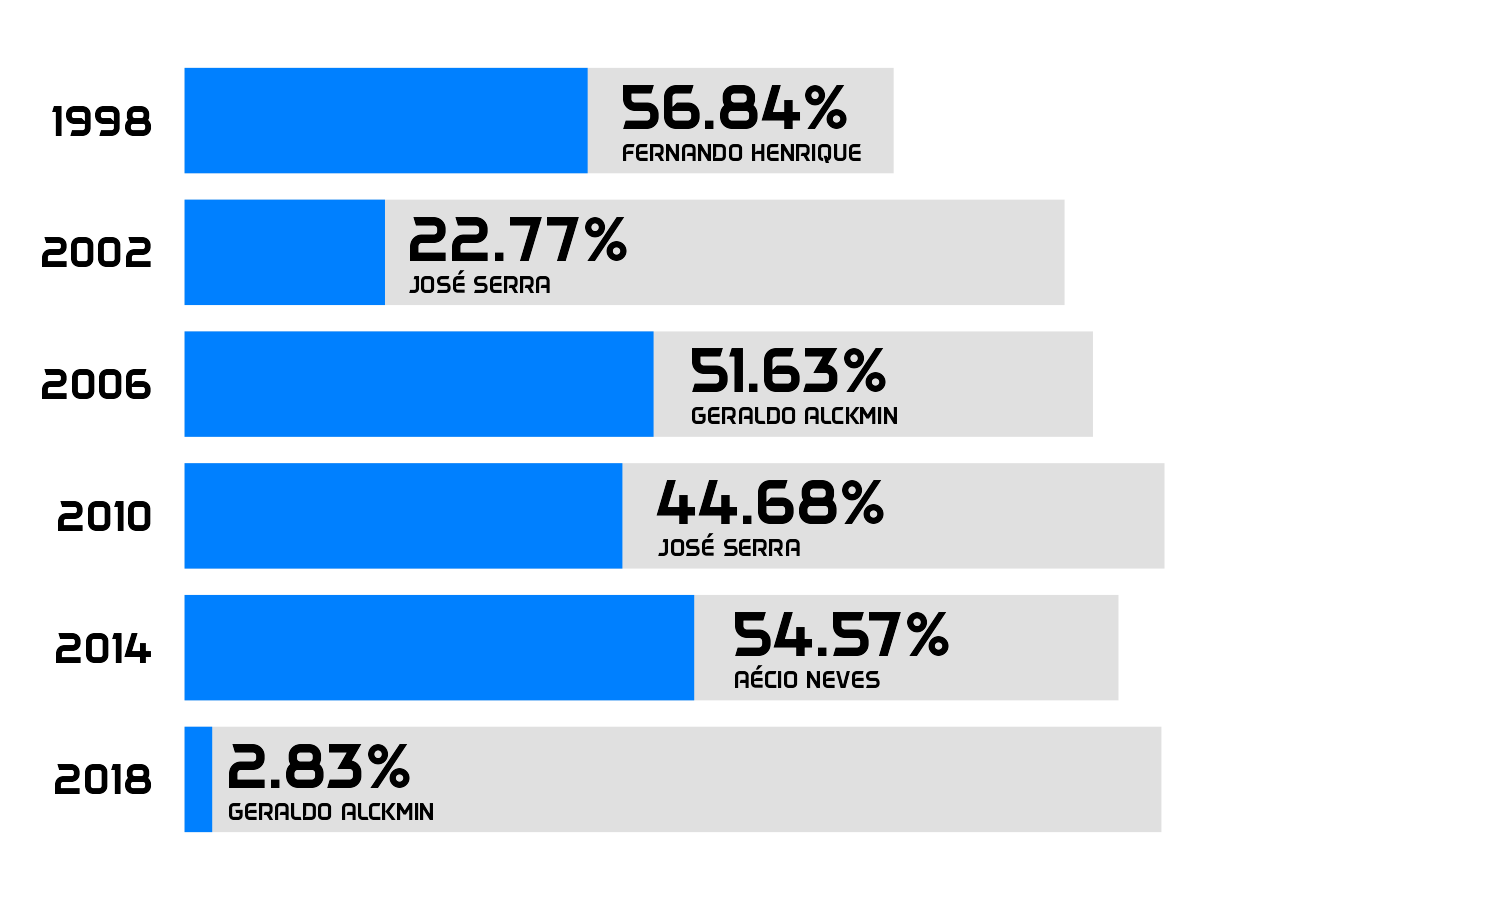 1998
56.84%
FERNANDO HENRIQUE
2002
22.77%
JOSÉ SERRA
2006
51.63%
GERALDO ALCKMIN
2010
44.68%
JOSÉ SERRA
2014
54.57%
AÉCIO NEVES
2018
2.83%
GERALDO ALCKMIN